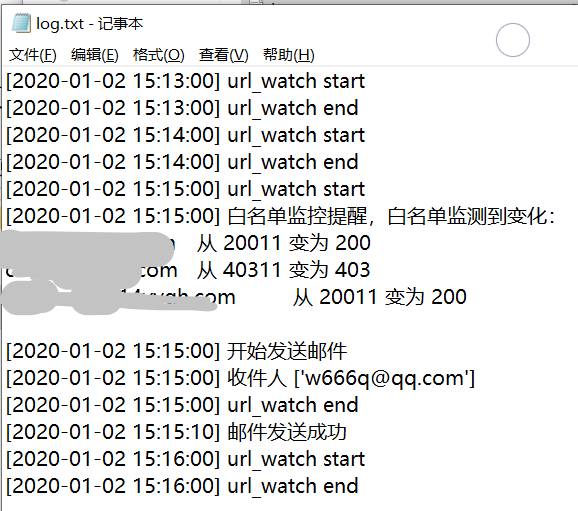 log.txt - 记事本
文件(F) 编辑(E) 格式(O) 查看(V) 帮助(H)
[2020-01-02 15:13:00] url_watch start
[2020-01-02 15:13:00] url_watch end
[2020-01-02 15:14:00] url_watch start
[2020-01-02 15:14:00] url_watch end
[2020-01-02 15:15:00] url_watch start
[2020-01-02 15:15:00] 白名单监控提醒，白名单监测到变化：
从 20011 变为 200
.com 从 40311 变为 403
.com 从 20011 变为 200
[2020-01-02 15:15:00] 开始发送邮件
[2020-01-02 15:15:00] 收件人 ['w666q@qq.com']
[2020-01-02 15:15:00] url_watch end
[2020-01-02 15:15:10] 邮件发送成功
[2020-01-02 15:16:00] url_watch start
[2020-01-02 15:16:00] url_watch end